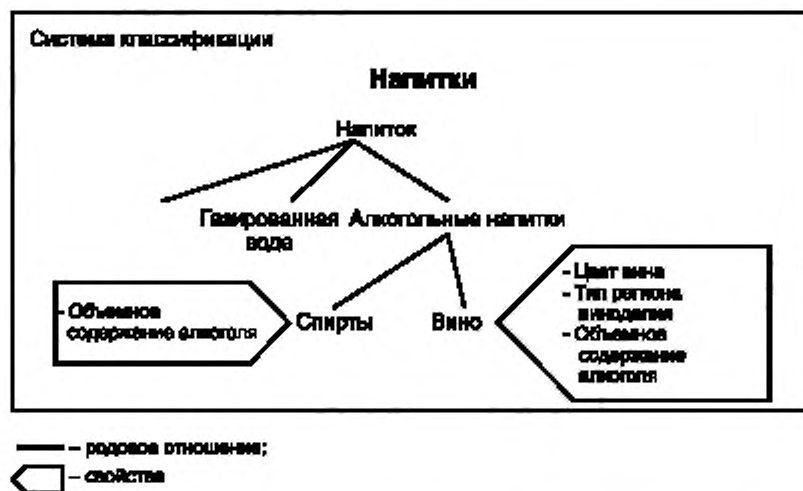 Система классификации
Напитки
Напиток
Газированная Алкогольные напитки
вода
- Объемное
содержание алкоголя
Спирты
Вино
- Цвет вина
- Тип региона
виноделия
- Объемное
содержание
алкоголя
– родовое отношение;
– свойства